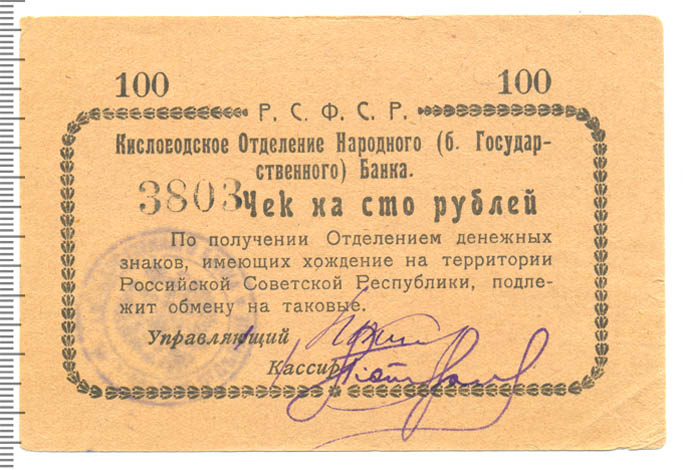 100 100
Р. С. Ф. С. Р.
Кисловодское Отделение Народного (б. Государ-
ственного) Банка.
3803 Чек на сто рублей
По получении Отделением денежных
знаков, имеющих хождение на территории
Российской Советской Республики, подле-
жит обмену на таковые.
Управляющий
Кассир